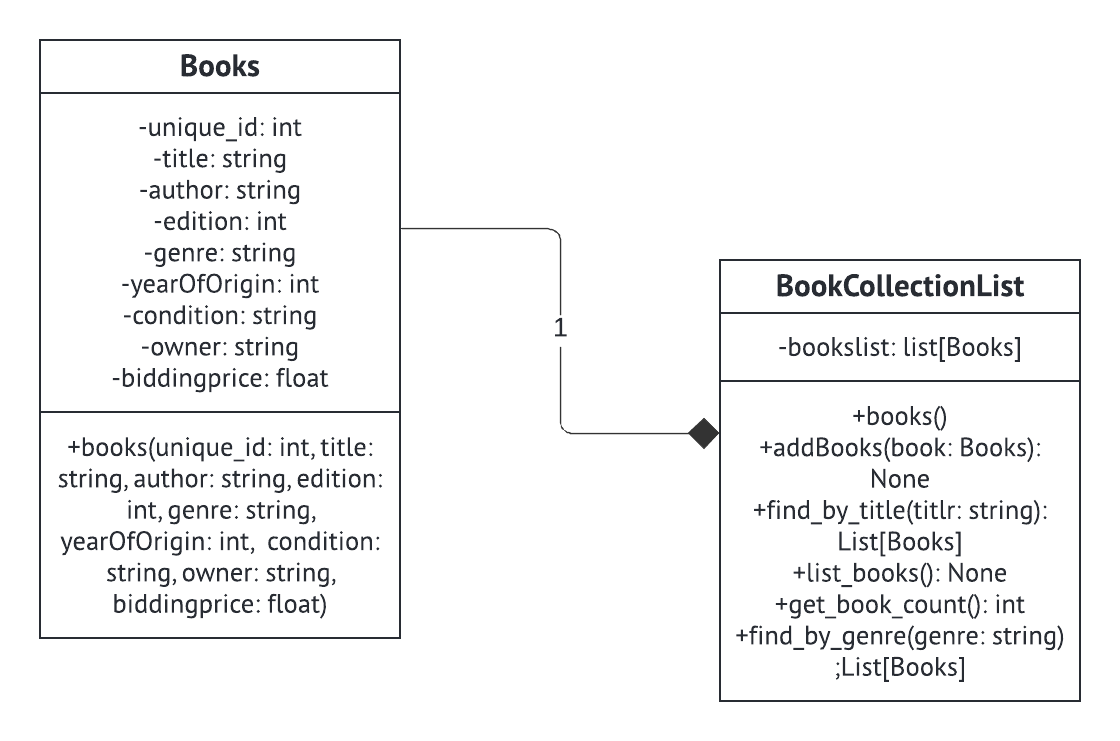 Books
-unique_id: int
-title: string
-author: string
-edition: int
-genre: string
-yearOfOrigin: int
-condition: string
-owner: string
-biddingprice: float
+books(unique_id: int, title:
string, author: string, edition:
int, genre: string,
yearOfOrigin: int,  condition:
string, owner: string,
biddingprice: float)
1
BookCollectionList
-bookslist: list[Books]
+books()
+addBooks(book: Books):
None
+find_by_title(titlr: string):
List[Books]
+list_books(): None
+get_book_count(): int
+find_by_genre(genre: string)
;List[Books]